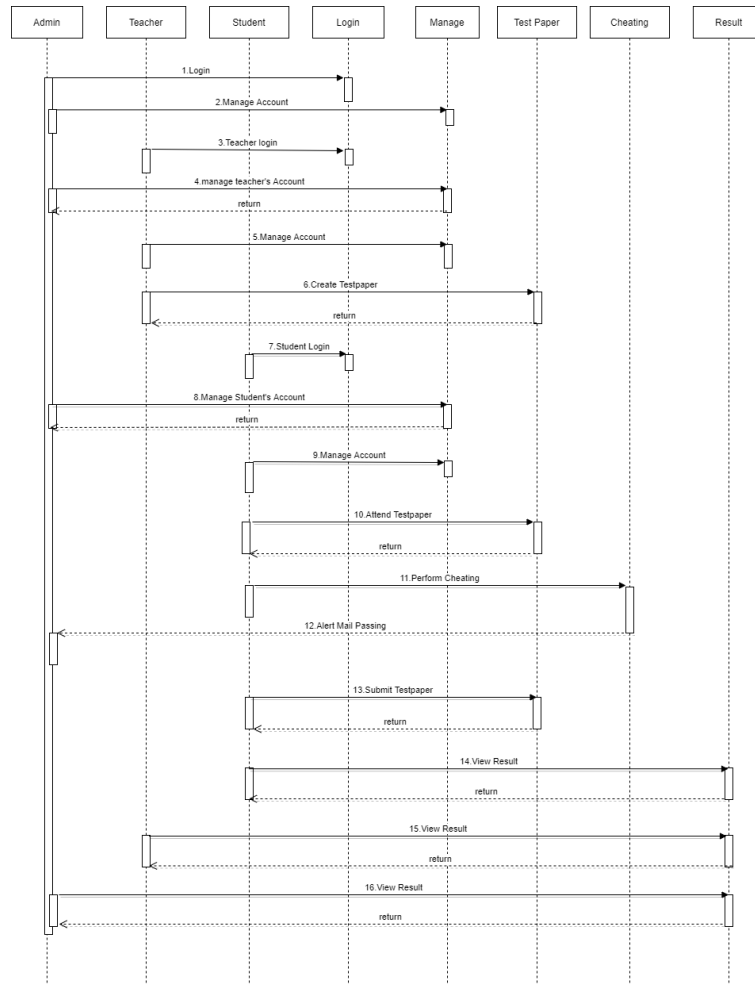 Admin
Teacher
Student
Login
Manage
Test Paper
Cheating
Result
1.Login
2.Manage Account
3.Teacher login
4.manage teacher's Account
return
5.Manage Account
6.Create Testpaper
return
7.Student Login
8.Manage Student's Account
return
9.Manage Account
10.Attend Testpaper
return
11.Perform Cheating
12.Alert Mail Passing
13.Submit Testpaper
return
14.View Result
return
15.View Result
return
16.View Result
return